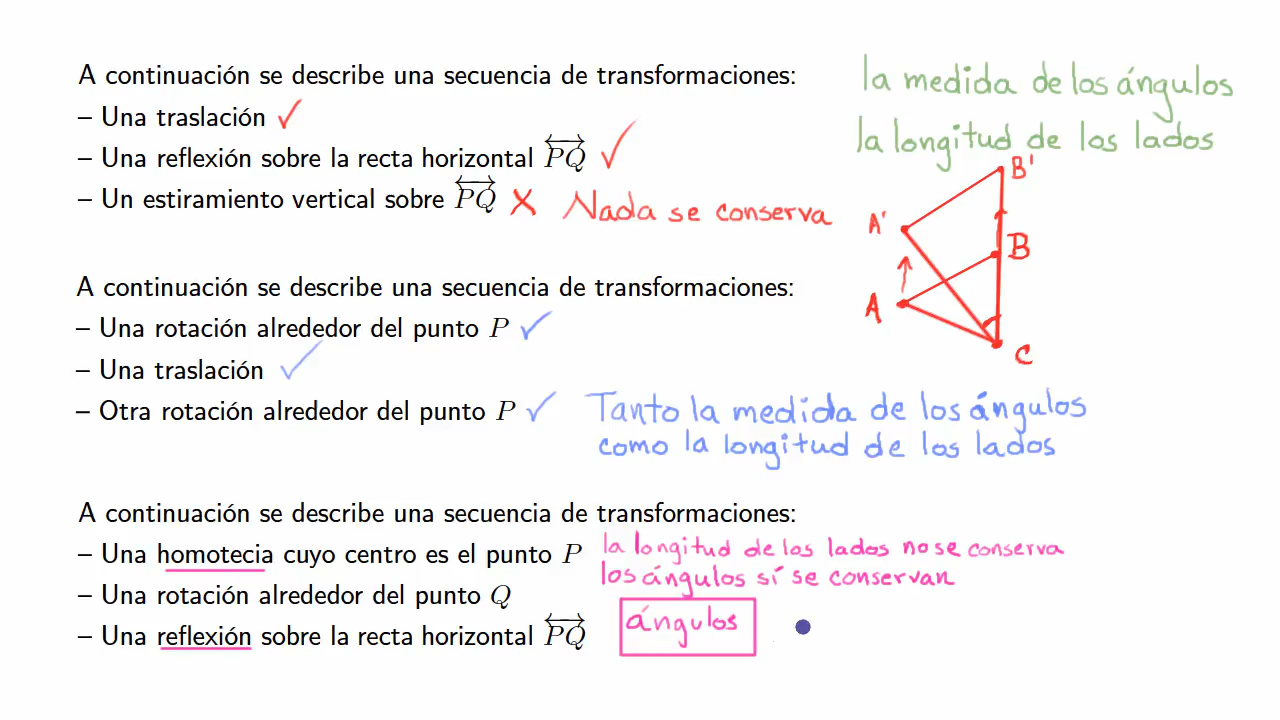 A continuación se describe una secuencia de transformaciones:
la medida de los ángulos
– Una traslación
la longitud de los lados
– Una reflexión sobre la recta horizontal PQ
B'
– Un estiramiento vertical sobre PQ
Nada se conserva
A'
B
A
C
A continuación se describe una secuencia de transformaciones:
– Una rotación alrededor del punto P
– Una traslación
– Otra rotación alrededor del punto P
Tanto la medida de los ángulos
como la longitud de los lados
A continuación se describe una secuencia de transformaciones:
– Una homotecia cuyo centro es el punto P
la longitud de los lados no se conserva
los ángulos sí se conservan
– Una rotación alrededor del punto Q
ángulos
– Una reflexión sobre la recta horizontal PQ